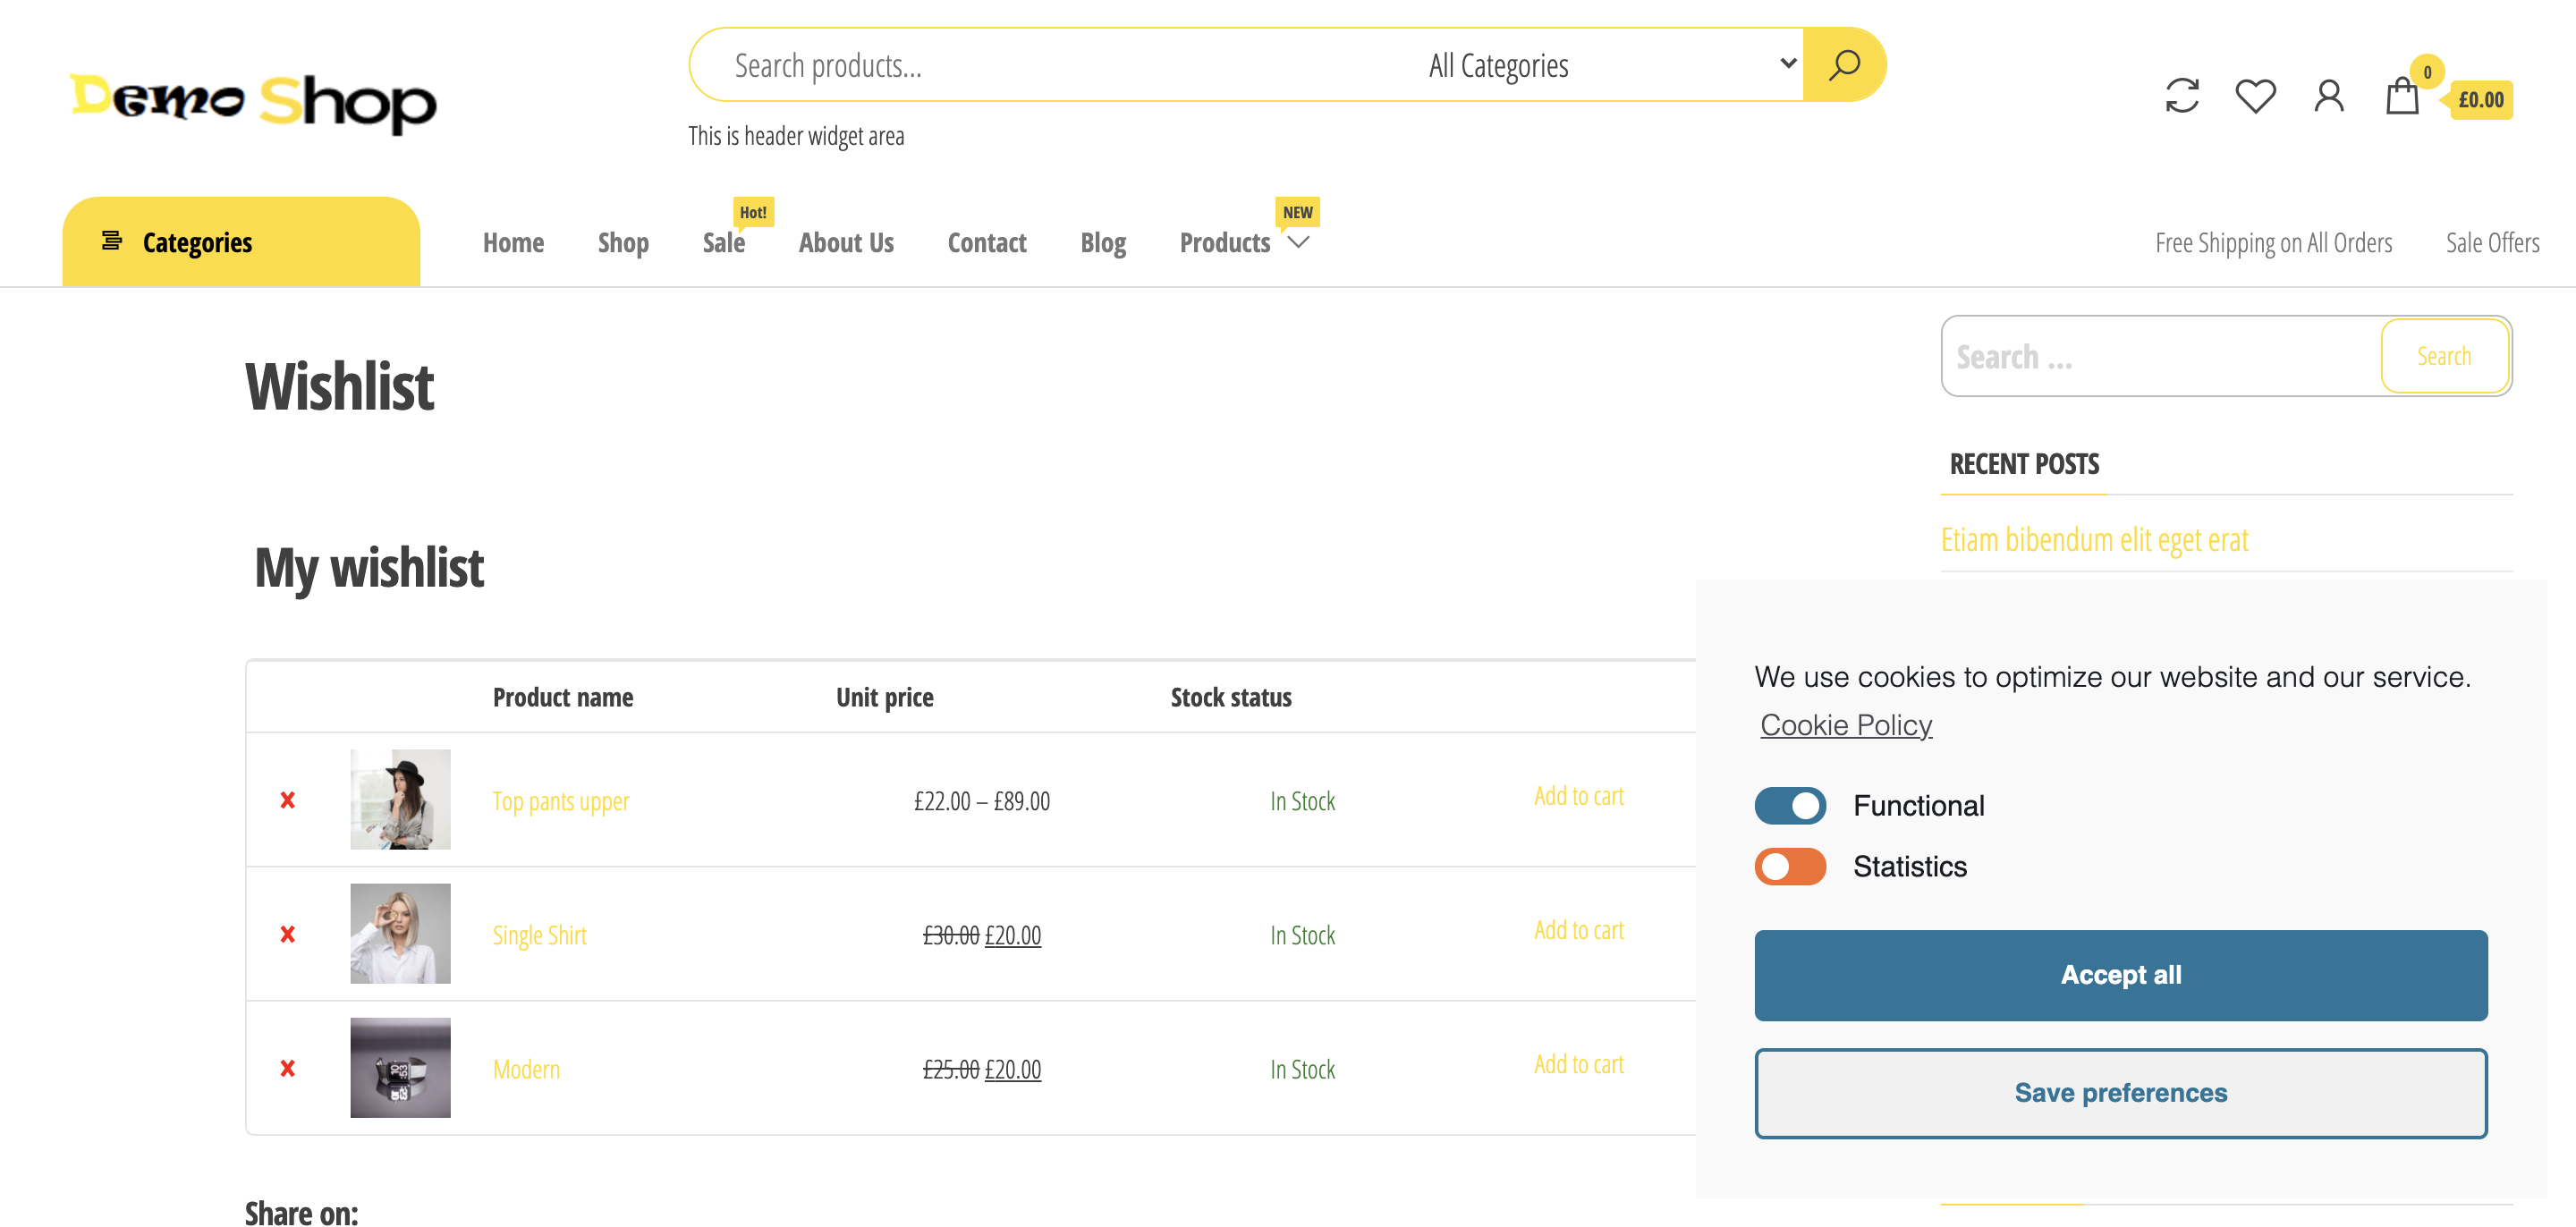 Demo Shop
Search products...
All Categories
0
£0.00
This is header widget area
Hot!
NEW
Categories
Home
Shop
Sale
About Us
Contact
Blog
Products
Free Shipping on All Orders
Sale Offers
Wishlist
Search ...
Search
RECENT POSTS
Etiam bibendum elit eget erat
My wishlist
Product name
Unit price
Stock status
Top pants upper
£22.00 – £89.00
In Stock
Add to cart
Single Shirt
£30.00 £20.00
In Stock
Add to cart
Modern
£25.00 £20.00
In Stock
Add to cart
Share on:
We use cookies to optimize our website and our service.
Cookie Policy
Functional
Statistics
Accept all
Save preferences